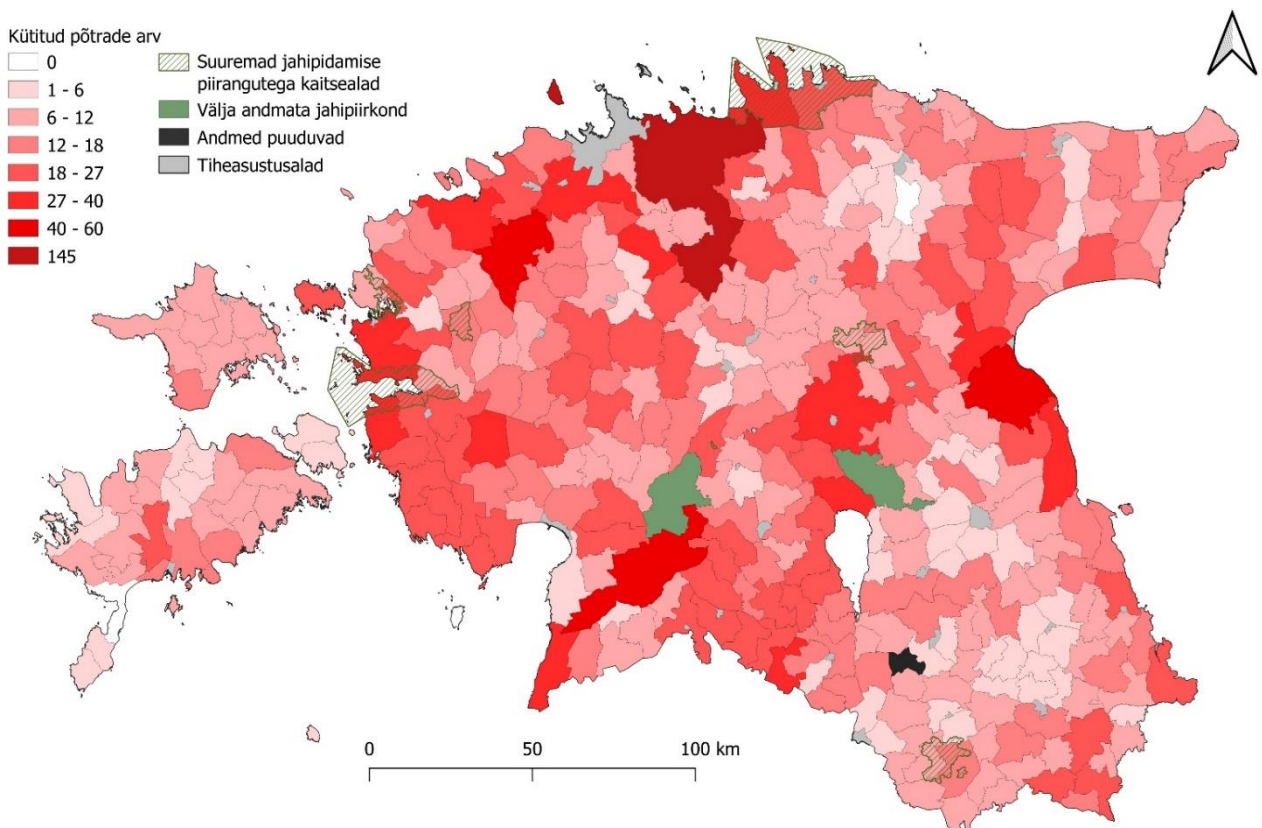 Kütitud põtrade arv
0
1 - 6
6 - 12
12 - 18
18 - 27
27 - 40
40 - 60
145
Suuremad jahipidamise
piirangutega kaitsealad
Välja andmata jahipiirkond
Andmed puuduvad
Tiheasustusalad
0 50 100 km